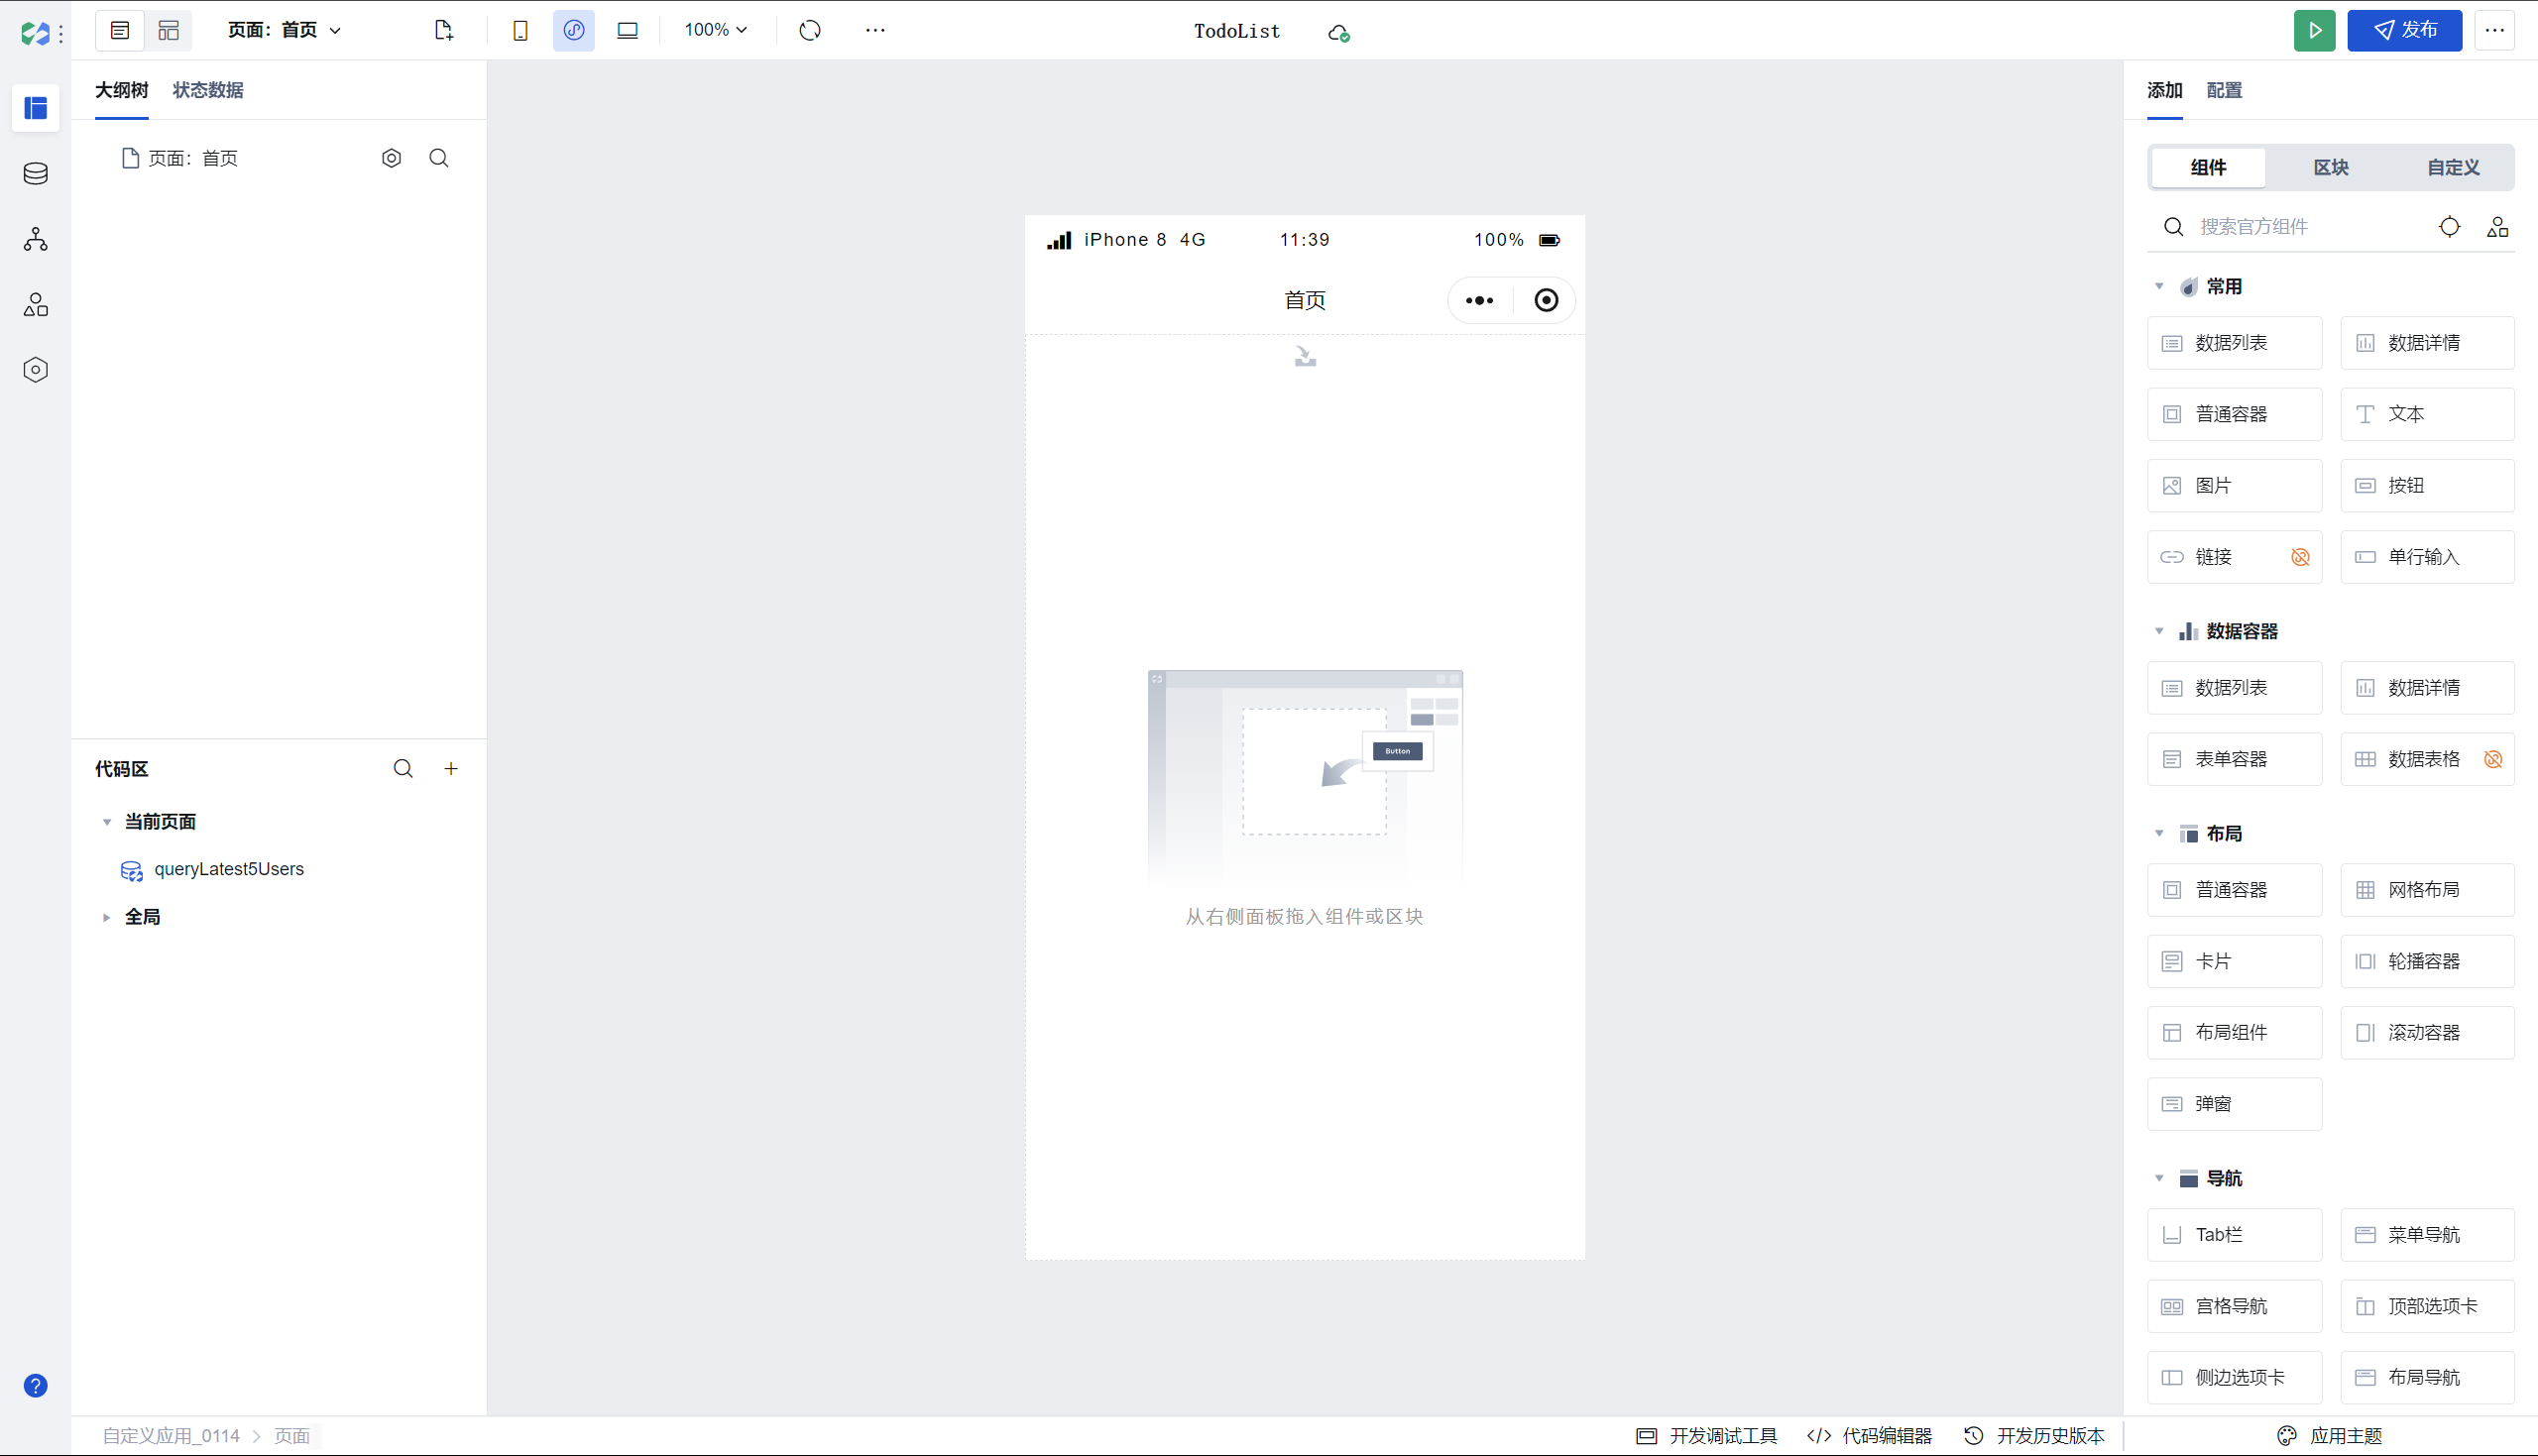 页面：首页
100%
TodoList
发布
大纲树 状态数据
页面：首页
代码区
当前页面
queryLatest5Users
全局
iPhone 8 4G 11:39 100%
首页
Button
从右侧面板拖入组件或区块
添加 配置
组件 区块 自定义
搜索官方组件
常用
数据列表 数据详情
普通容器 文本
图片 按钮
链接 单行输入
数据容器
数据列表 数据详情
表单容器 数据表格
布局
普通容器 网格布局
卡片 轮播容器
布局组件 滚动容器
弹窗
导航
Tab栏 菜单导航
宫格导航 顶部选项卡
侧边选项卡 布局导航
自定义应用_0114 > 页面
开发调试工具 </> 代码编辑器 开发历史版本 应用主题